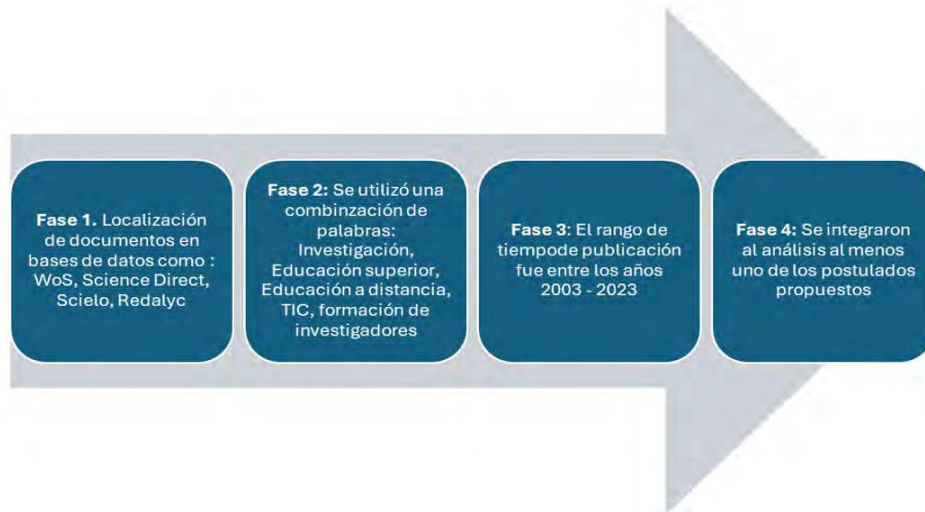 Fase 1. Localización
de documentos en
bases de datos como :
WoS, Science Direct,
Scielo, Redalyc
Fase 2: Se utilizó una
combinzación de
palabras:
Investigación,
Educación superior,
Educación a distancia,
TIC, formación de
investigadores
Fase 3: El rango de
tiempode publicación
fue entre los años
2003 - 2023
Fase 4: Se integraron
al análisis al menos
uno de los postulados
propuestos